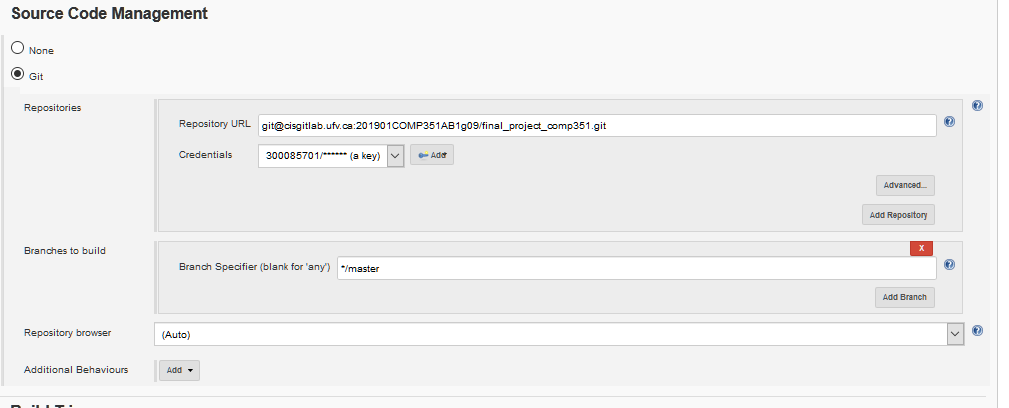 Source Code Management
None
Git
Repositories
Repository URL git@cisgitlab.ufv.ca:201901COMP351AB1g09/final_project_comp351.git
Credentials 300085701/****** (a key) Add
Advanced...
Add Repository
Branches to build
X
Branch Specifier (blank for 'any') */master
Add Branch
Repository browser (Auto)
Additional Behaviours Add